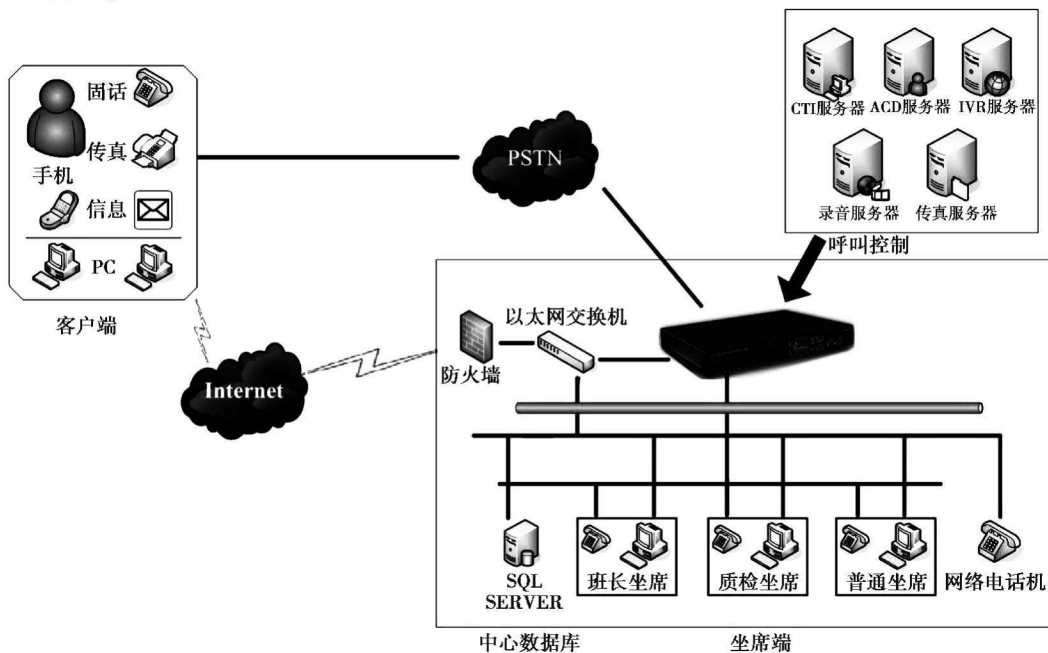 固话
传真
手机
信息
PC
客户端
PSTN
Internet
CTI服务器
ACD服务器
IVR服务器
录音服务器
传真服务器
呼叫控制
以太网交换机
防火墙
SQL
SERVER
班长坐席
质检坐席
普通坐席
网络电话机
中心数据库
坐席端